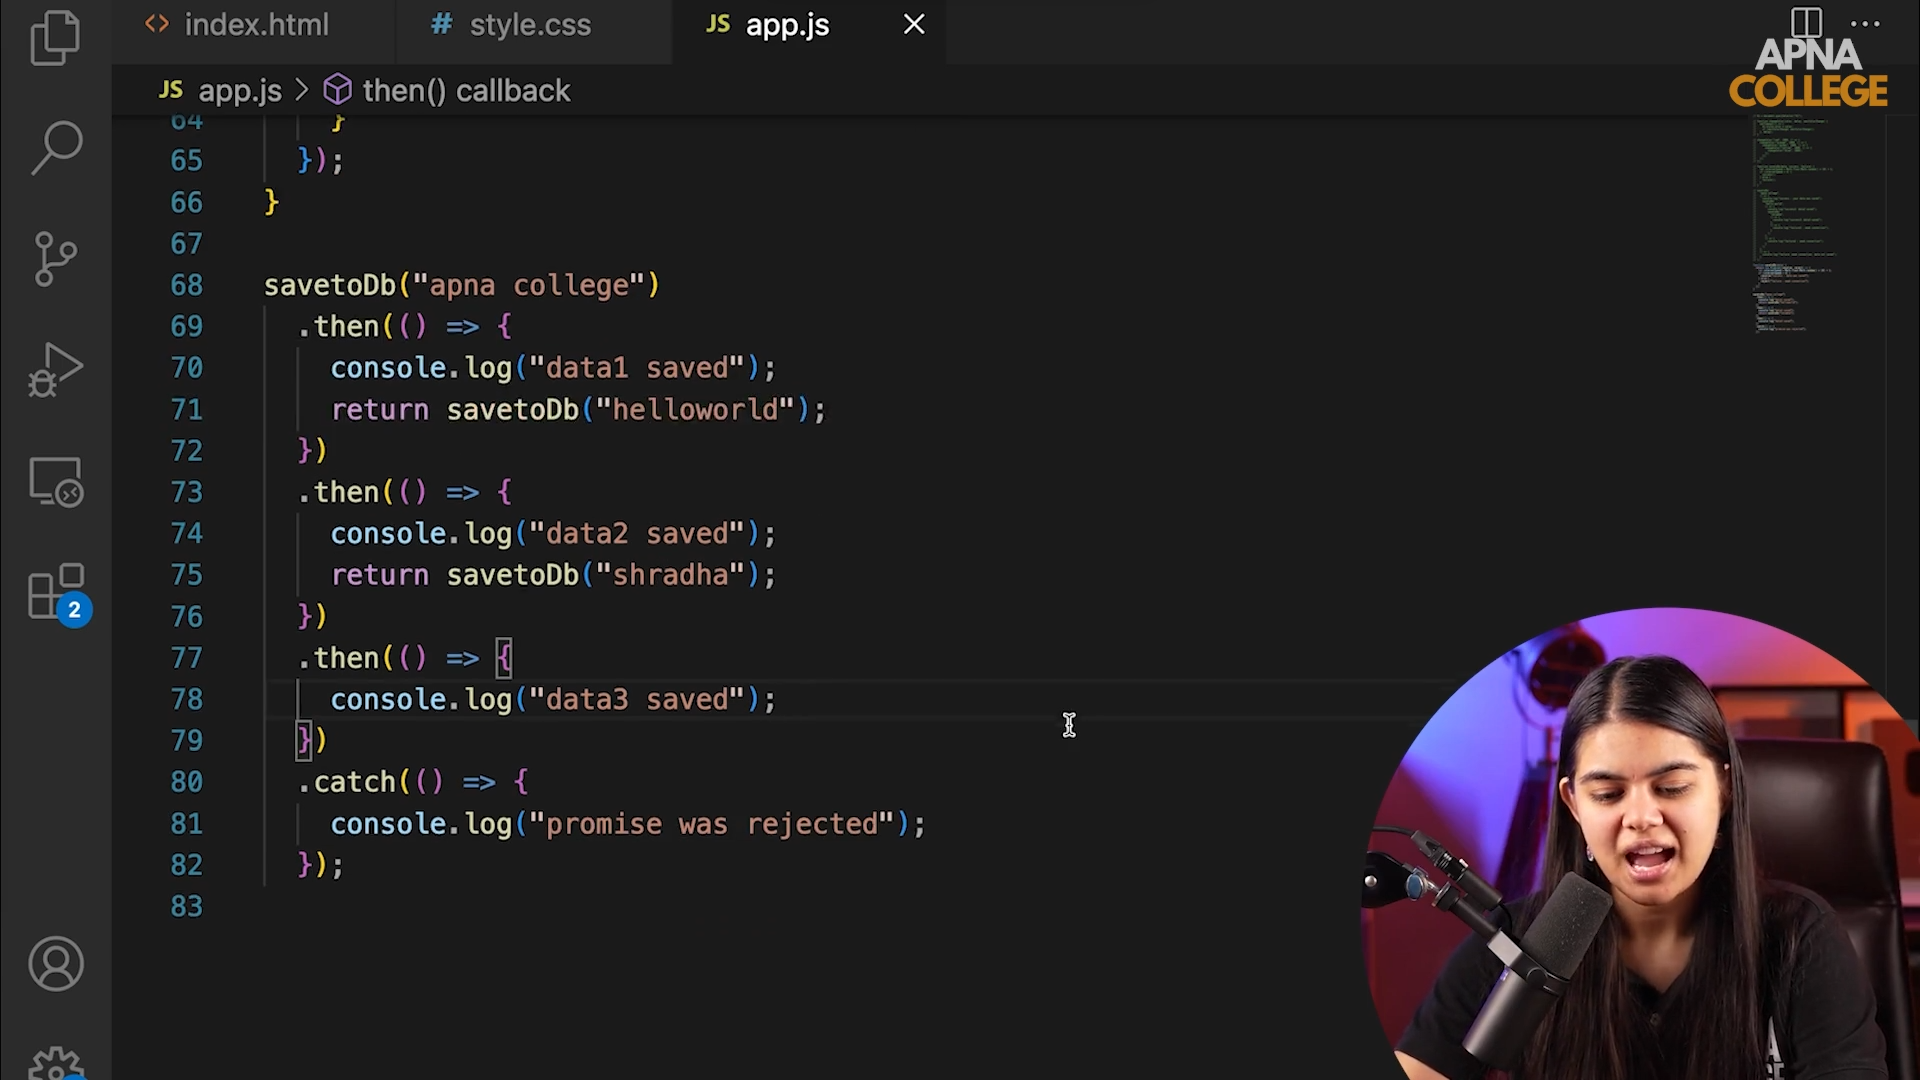 index.html
# style.css
JS app.js
APNA
COLLEGE
JS app.js > then() callback
64 }
65 });
66 }
67
68 savetoDb("apna college")
69 .then(() => {
70 console.log("data1 saved");
71 return savetoDb("helloworld");
72 })
73 .then(() => {
74 console.log("data2 saved");
75 return savetoDb("shradha");
76 })
77 .then(() => {
78 console.log("data3 saved");
79 })
80 .catch(() => {
81 console.log("promise was rejected");
82 });
83
2